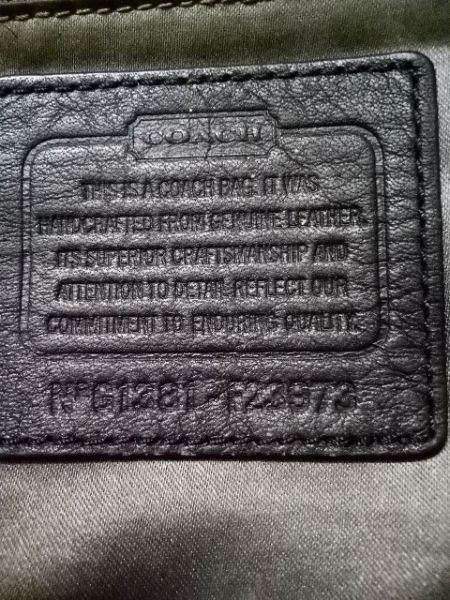 COACH
THIS IS A COACH BAG. IT WAS
HANDCRAFTED FROM GENUINE LEATHER.
ITS SUPERIOR CRAFTSMANSHIP AND
ATTENTION TO DETAIL REFLECT OUR
COMMITMENT TO ENDURING QUALITY.
Nº G1381-F23573